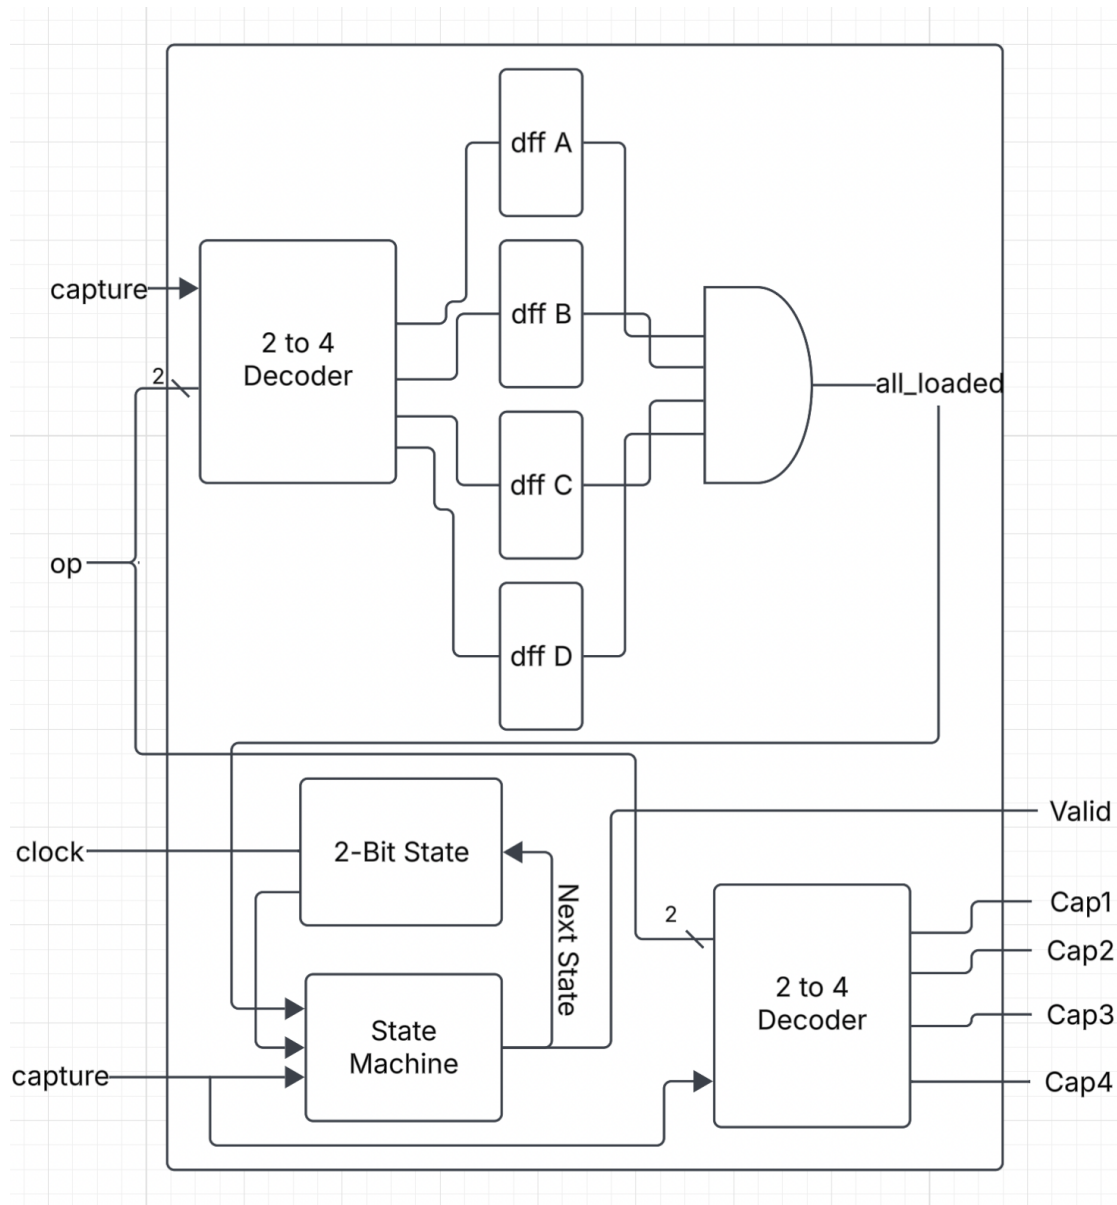 dff A
capture
2 to 4
Decoder
dff B
2
all_loaded
dff C
op
dff D
Valid
clock
2-Bit State
Next State
Cap1
2
Cap2
2 to 4
Decoder
Cap3
State
Machine
capture
Cap4